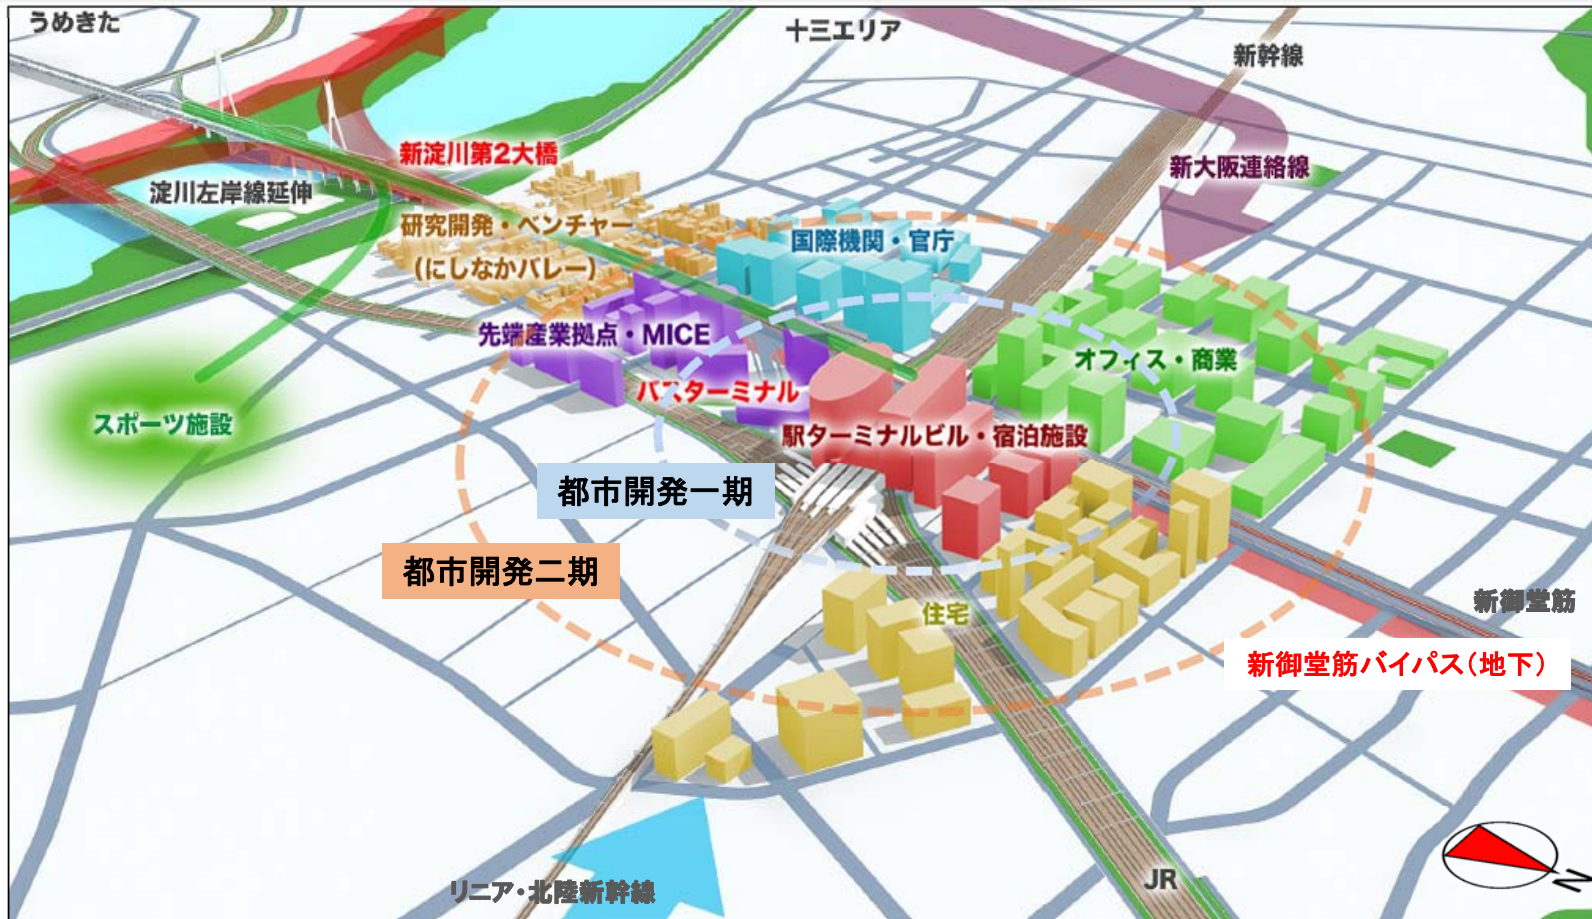 うめきた
十三エリア
新幹線
新淀川第2大橋
新大阪連絡線
淀川左岸線延伸
研究開発・ベンチャー
(にしなかバレー)
国際機関・官庁
先端産業拠点・MICE
オフィス・商業
バスターミナル
スポーツ施設
駅ターミナルビル・宿泊施設
都市開発一期
都市開発二期
新御堂筋
住宅
新御堂筋バイパス(地下)
リニア・北陸新幹線
JR
N